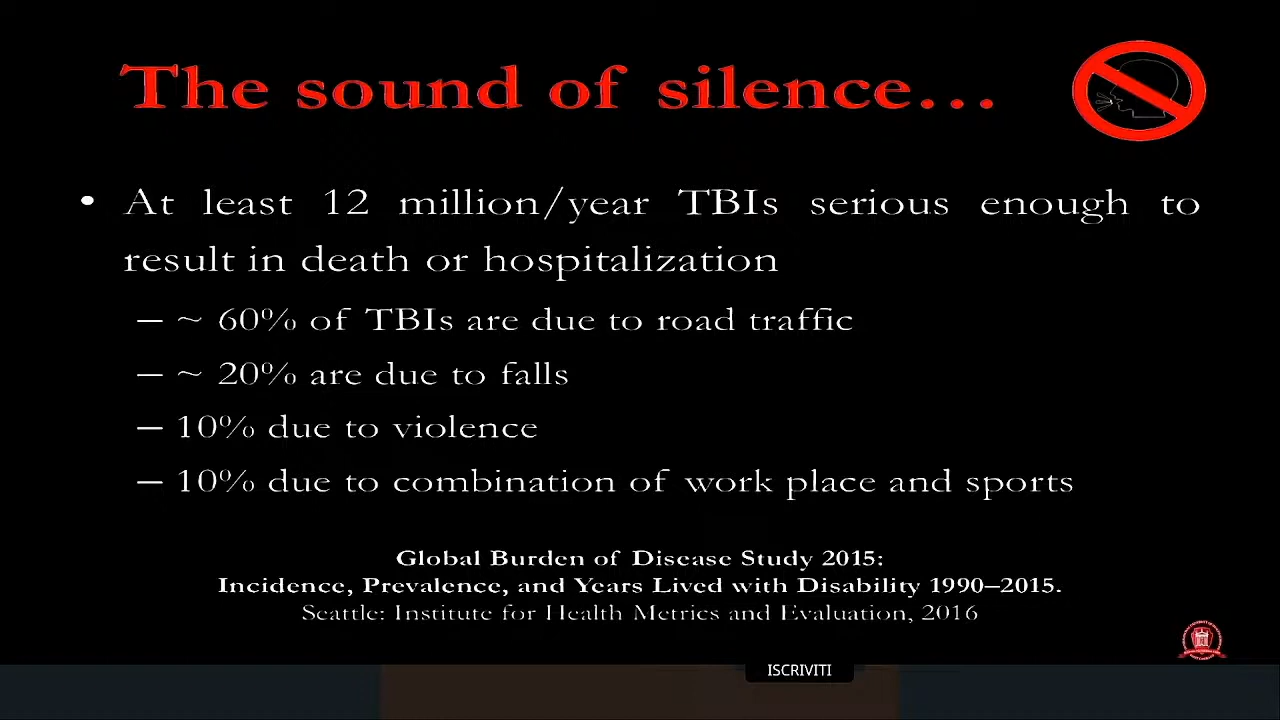 The sound of silence...
• At least 12 million/year TBIs serious enough to
result in death or hospitalization
– ~ 60% of TBIs are due to road traffic
– ~ 20% are due to falls
– 10% due to violence
– 10% due to combination of work place and sports
Global Burden of Disease Study 2015:
Incidence, Prevalence, and Years Lived with Disability 1990–2015.
Seattle: Institute for Health Metrics and Evaluation, 2016
ISCRIVITI